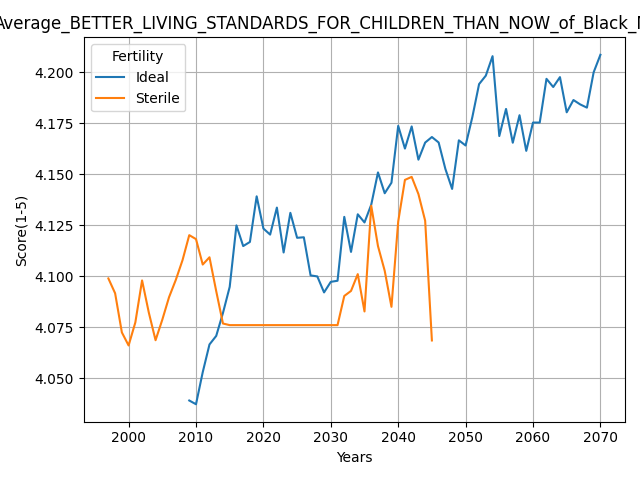 Average_BETTER_LIVING_STANDARDS_FOR_CHILDREN_THAN_NOW_of_Black_
Fertility
Ideal
Sterile
4.200
4.175
4.150
4.125
4.100
4.075
4.050
Score(1-5)
2000 2010 2020 2030 2040 2050 2060 2070
Years